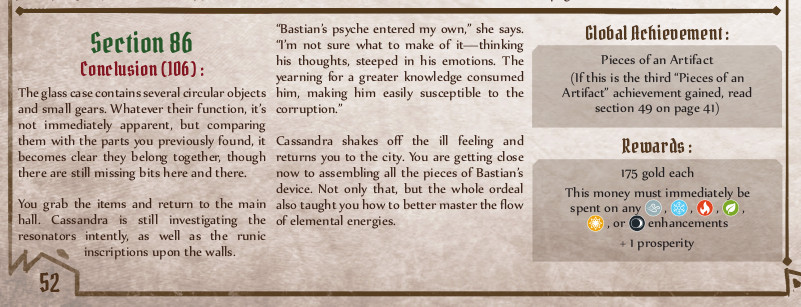 Section 86
Conclusion (106) :
The glass case contains several circular objects
and small gears. Whatever their function, it's
not immediately apparent, but comparing
them with the parts you previously found, it
becomes clear they belong together, though
there are still missing bits here and there.
You grab the items and return to the main
hall. Cassandra is still investigating the
resonators intently, as well as the runic
inscriptions upon the walls.
52
“Bastian's psyche entered my own,” she says.
“I'm not sure what to make of it—thinking
his thoughts, steeped in his emotions. The
yearning for a greater knowledge consumed
him, making him easily susceptible to the
corruption.”
Cassandra shakes off the ill feeling and
returns you to the city. You are getting close
now to assembling all the pieces of Bastian's
device. Not only that, but the whole ordeal
also taught you how to better master the flow
of elemental energies.
Global Achievement :
Pieces of an Artifact
(If this is the third “Pieces of an
Artifact” achievement gained, read
section 49 on page 41)
Rewards :
175 gold each
This money must immediately be
spent on any , , , ,
, or enhancements
+ 1 prosperity